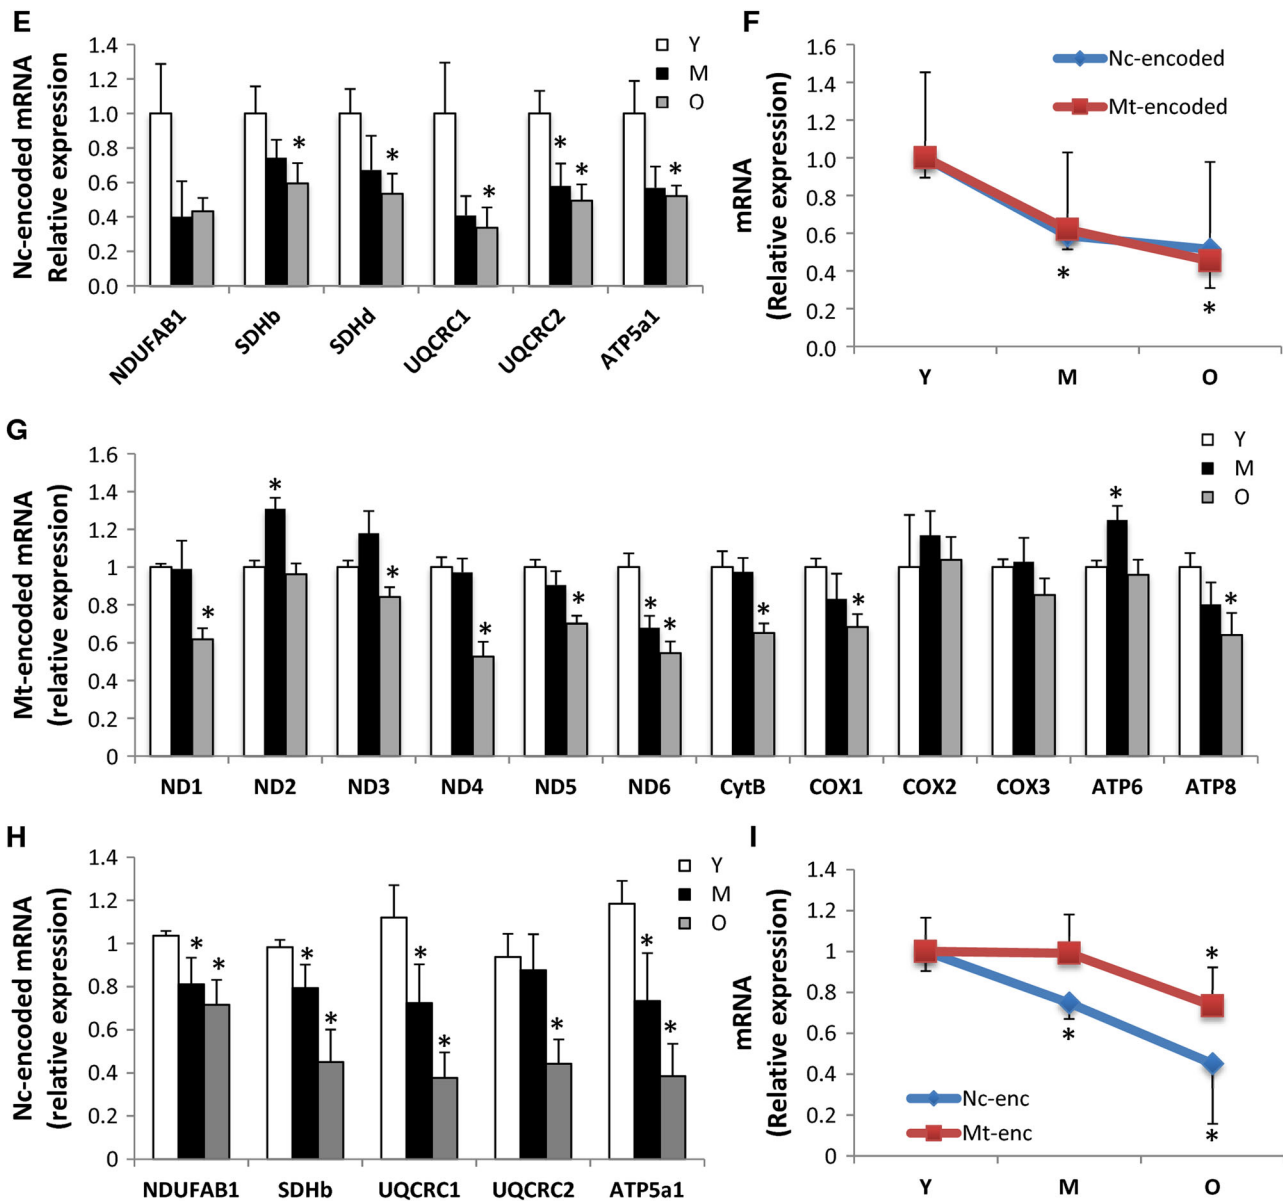 E
Nc-encoded mRNA
Relative expression
1.4
1.2
1.0
0.8
0.6
0.4
0.2
0.0
Y
M
O
*
*
*
*
*
*
NDUFAB1
SDHb
SDHd
UQCRC1
UQCRC2
ATP5a1
F
mRNA
(Relative expression)
1.6
1.4
1.2
1.0
0.8
0.6
0.4
0.2
0.0
Nc-encoded
Mt-encoded
*
*
Y M O
G
Mt-encoded mRNA
(relative expression)
1.6
1.4
1.2
1
0.8
0.6
0.4
0.2
0
Y
M
O
*
*
*
*
*
*
*
*
*
*
*
ND1 ND2 ND3 ND4 ND5 ND6 CytB COX1 COX2 COX3 ATP6 ATP8
H
Nc-encoded mRNA
(relative expression)
1.4
1.2
1
0.8
0.6
0.4
0.2
0
Y
M
O
*
*
*
*
*
*
*
*
*
NDUFAB1 SDHb UQCRC1 UQCRC2 ATP5a1
I
mRNA
(Relative expression)
1.4
1.2
1
0.8
0.6
0.4
0.2
0
*
*
*
Nc-enc
Mt-enc
Y M O